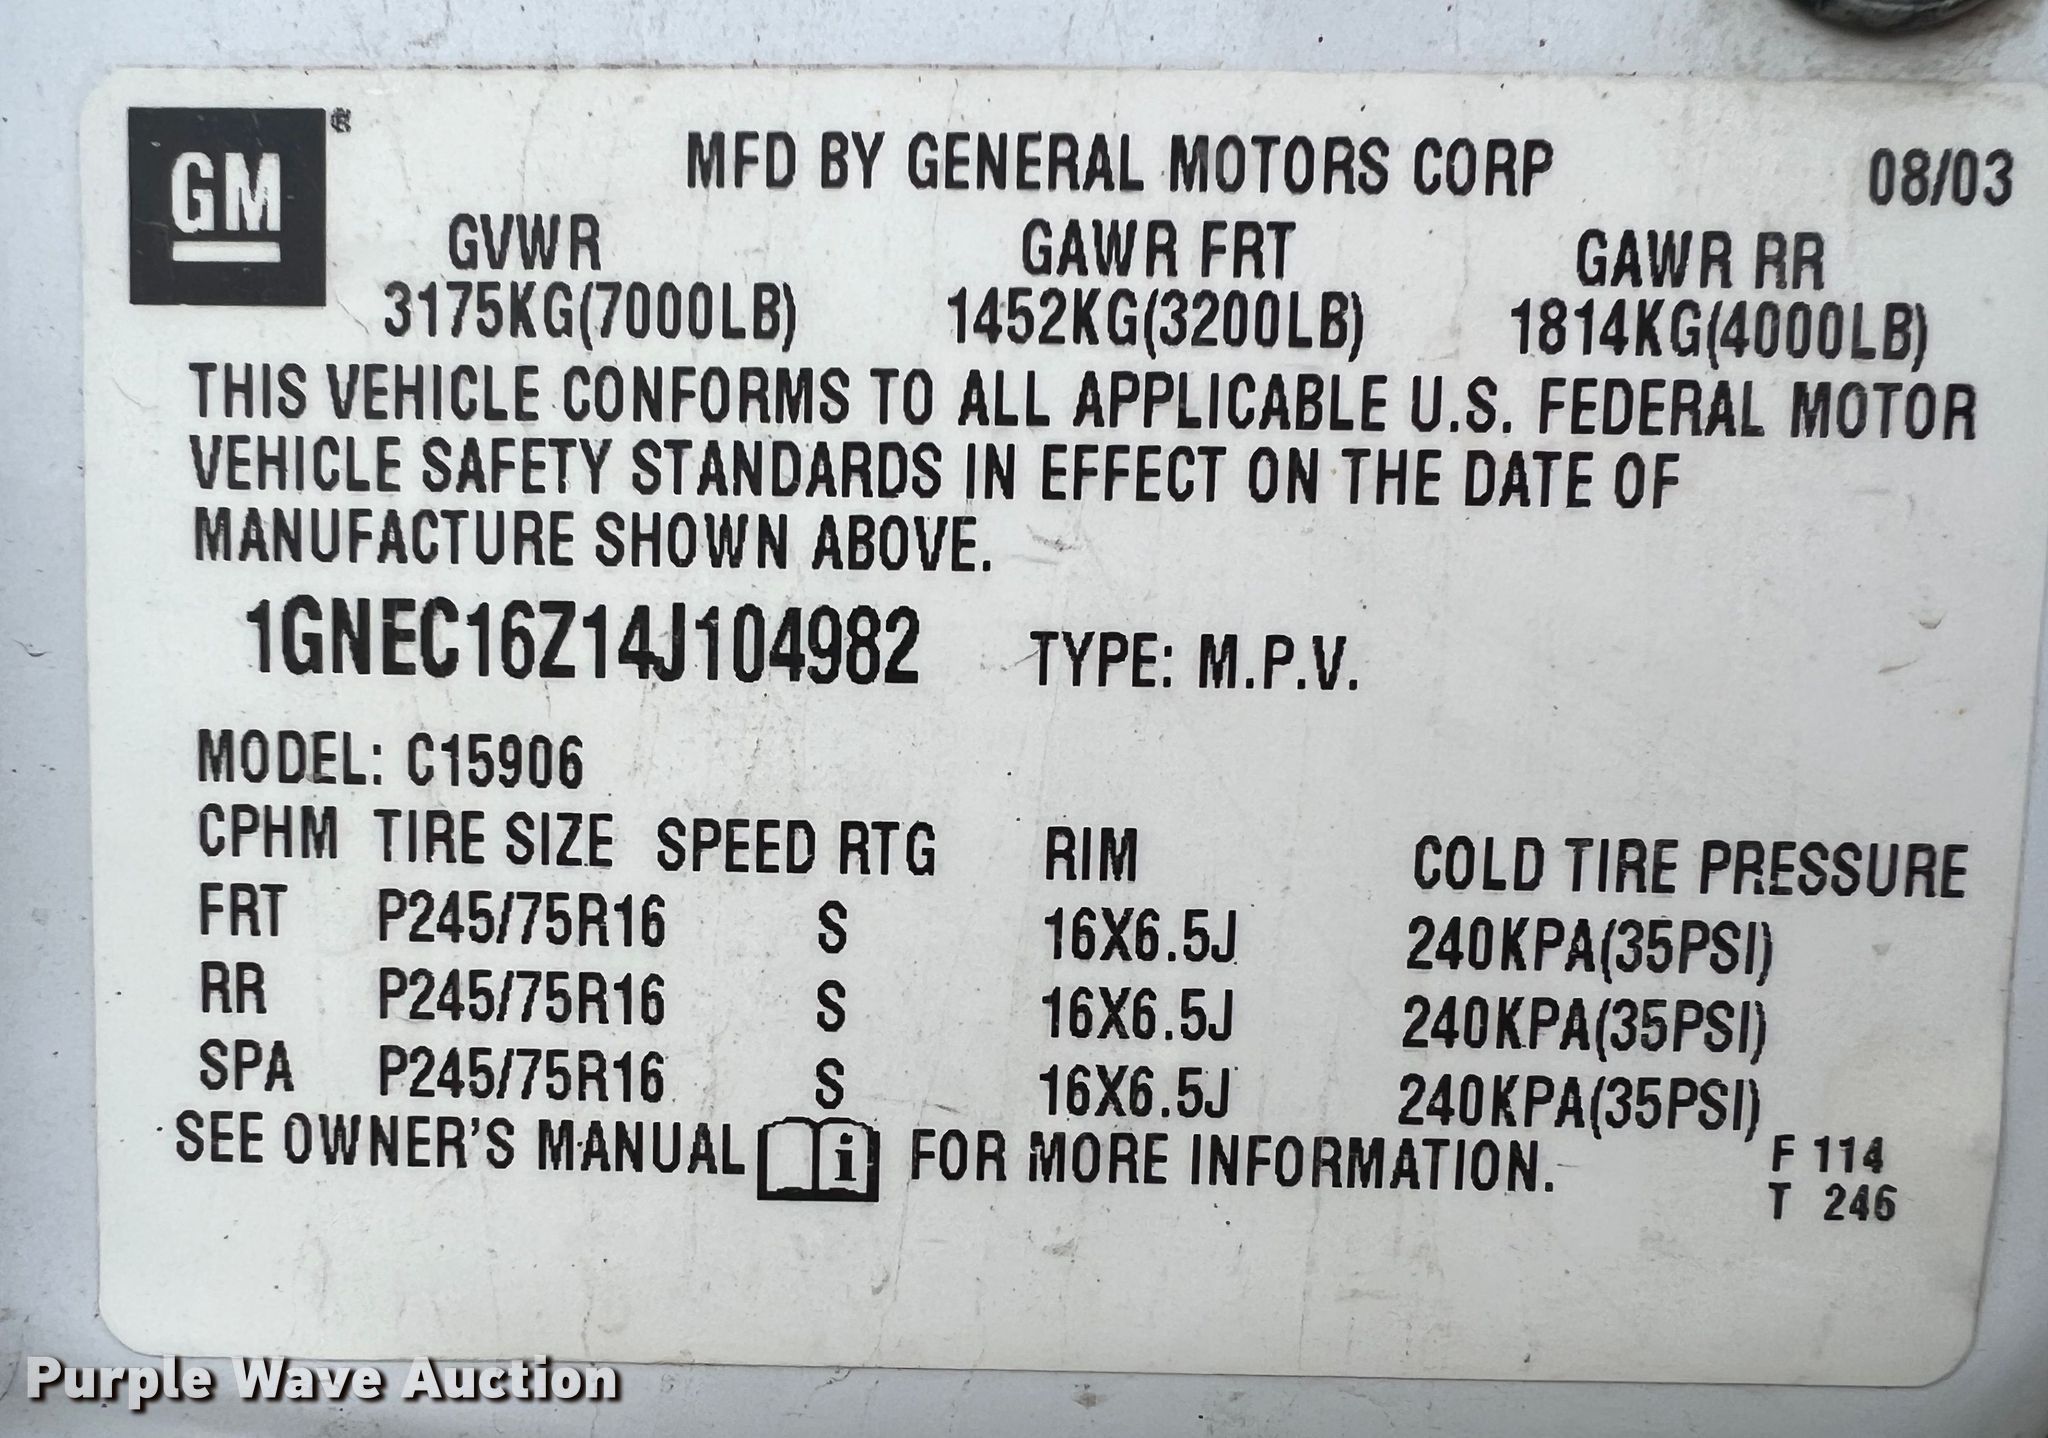 GM®
MFD BY GENERAL MOTORS CORP 08/03
GVWR GAWR FRT GAWR RR
3175KG(7000LB) 1452KG(3200LB) 1814KG(4000LB)
THIS VEHICLE CONFORMS TO ALL APPLICABLE U.S. FEDERAL MOTOR
VEHICLE SAFETY STANDARDS IN EFFECT ON THE DATE OF
MANUFACTURE SHOWN ABOVE.
1GNEC16Z14J104982 TYPE: M.P.V.
MODEL: C15906
CPHM TIRE SIZE SPEED RTG RIM COLD TIRE PRESSURE
FRT P245/75R16 S 16X6.5J 240KPA(35PSI)
RR P245/75R16 S 16X6.5J 240KPA(35PSI)
SPA P245/75R16 S 16X6.5J 240KPA(35PSI)
SEE OWNER'S MANUAL i FOR MORE INFORMATION.
F 114
T 246
Purple Wave Auction